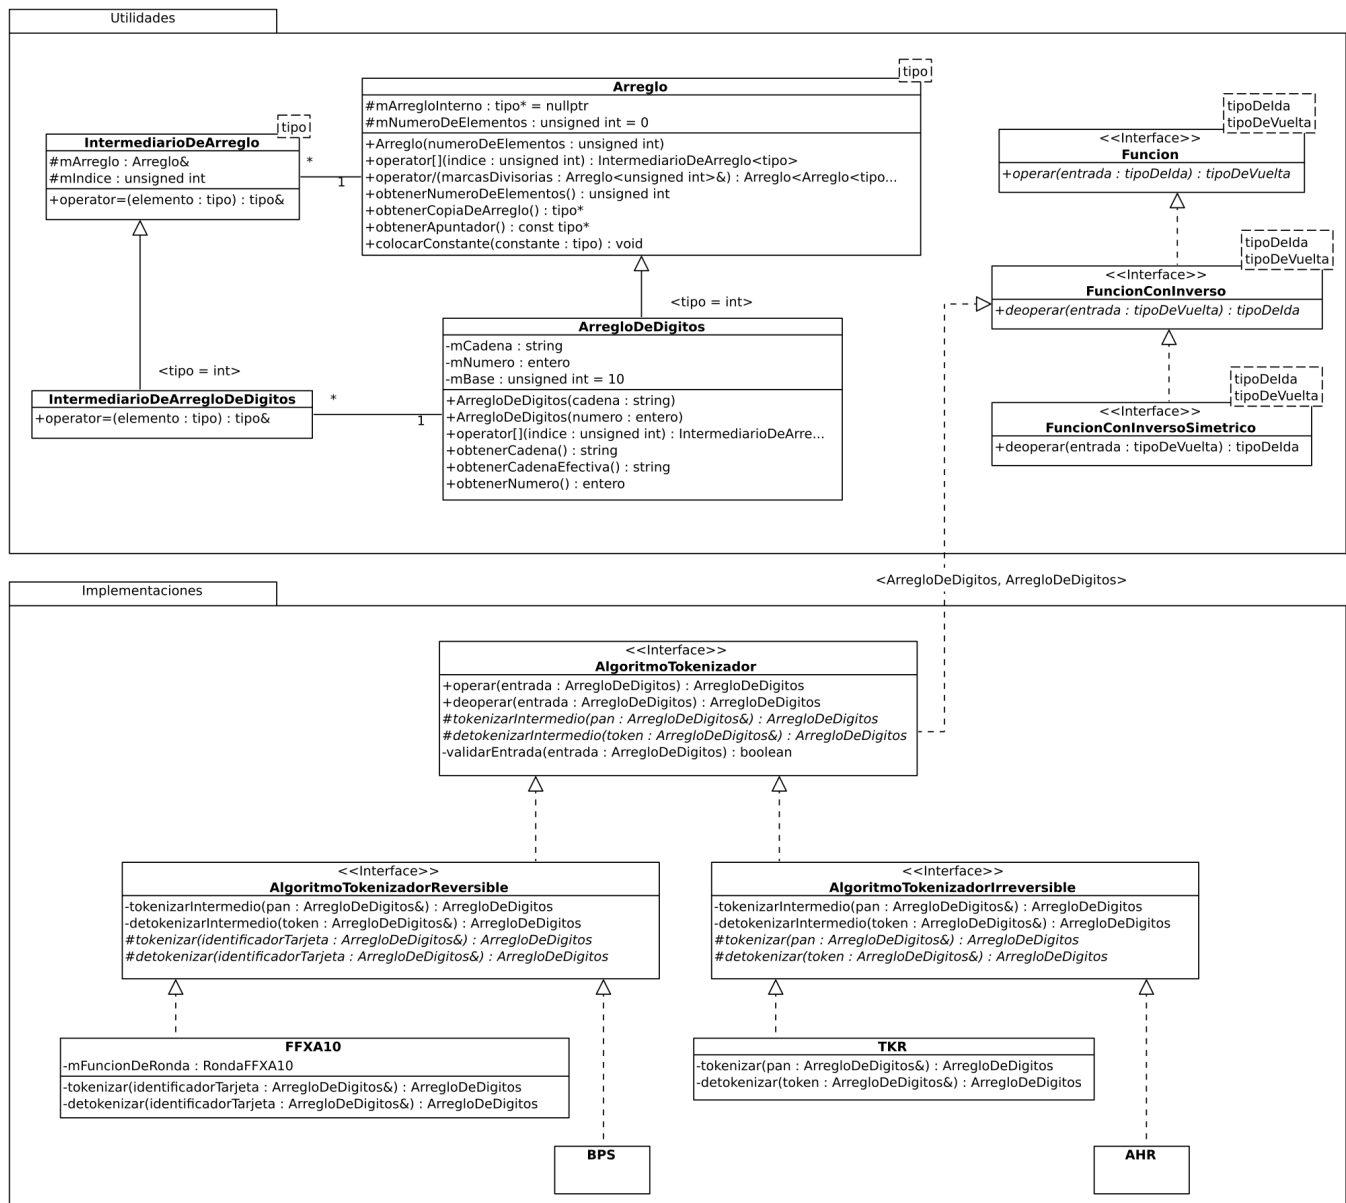 Utilidades
tipo
Arreglo
#mArregloInterno : tipo* = nullptr
#mNumeroDeElementos : unsigned int = 0
+Arreglo(numeroDeElementos : unsigned int)
+operator[](indice : unsigned int) : IntermediarioDeArreglo<tipo>
+operator/(marcasDivisorias : Arreglo<unsigned int>&) : Arreglo<Arreglo<tipo...
+obtenerNumeroDeElementos() : unsigned int
+obtenerCopiaDeArreglo() : tipo*
+obtenerApuntador() : const tipo*
+colocarConstante(constante : tipo) : void
tipo
IntermediarioDeArreglo
#mArreglo : Arreglo&
#mIndice : unsigned int
+operator=(elemento : tipo) : tipo&
*
1
tipoDeIda
tipoDeVuelta
<<Interface>>
Funcion
+operar(entrada : tipoDeIda) : tipoDeVuelta
tipoDeIda
tipoDeVuelta
<<Interface>>
FuncionConInverso
+deoperar(entrada : tipoDeVuelta) : tipoDeIda
tipoDeIda
tipoDeVuelta
<<Interface>>
FuncionConInversoSimetrico
+deoperar(entrada : tipoDeVuelta) : tipoDeIda
<tipo = int>
ArregloDeDigitos
-mCadena : string
-mNumero : entero
-mBase : unsigned int = 10
+ArregloDeDigitos(cadena : string)
+ArregloDeDigitos(numero : entero)
+operator[](indice : unsigned int) : IntermediarioDeArre...
+obtenerCadena() : string
+obtenerCadenaEfectiva() : string
+obtenerNumero() : entero
<tipo = int>
IntermediarioDeArregloDeDigitos
+operator=(elemento : tipo) : tipo&
*
1
<ArregloDeDigitos, ArregloDeDigitos>
Implementaciones
<<Interface>>
AlgoritmoTokenizador
+operar(entrada : ArregloDeDigitos) : ArregloDeDigitos
+deoperar(entrada : ArregloDeDigitos) : ArregloDeDigitos
#tokenizarIntermedio(pan : ArregloDeDigitos&) : ArregloDeDigitos
#detokenizarIntermedio(token : ArregloDeDigitos&) : ArregloDeDigitos
-validarEntrada(entrada : ArregloDeDigitos) : boolean
<<Interface>>
AlgoritmoTokenizadorReversible
-tokenizarIntermedio(pan : ArregloDeDigitos&) : ArregloDeDigitos
-detokenizarIntermedio(token : ArregloDeDigitos&) : ArregloDeDigitos
#tokenizar(identificadorTarjeta : ArregloDeDigitos&) : ArregloDeDigitos
#detokenizar(identificadorTarjeta : ArregloDeDigitos&) : ArregloDeDigitos
<<Interface>>
AlgoritmoTokenizadorIrreversible
-tokenizarIntermedio(pan : ArregloDeDigitos&) : ArregloDeDigitos
-detokenizarIntermedio(token : ArregloDeDigitos&) : ArregloDeDigitos
#tokenizar(pan : ArregloDeDigitos&) : ArregloDeDigitos
#detokenizar(token : ArregloDeDigitos&) : ArregloDeDigitos
FFXA10
-mFuncionDeRonda : RondaFFXA10
-tokenizar(identificadorTarjeta : ArregloDeDigitos&) : ArregloDeDigitos
-detokenizar(identificadorTarjeta : ArregloDeDigitos&) : ArregloDeDigitos
TKR
-tokenizar(pan : ArregloDeDigitos&) : ArregloDeDigitos
-detokenizar(token : ArregloDeDigitos&) : ArregloDeDigitos
BPS
AHR